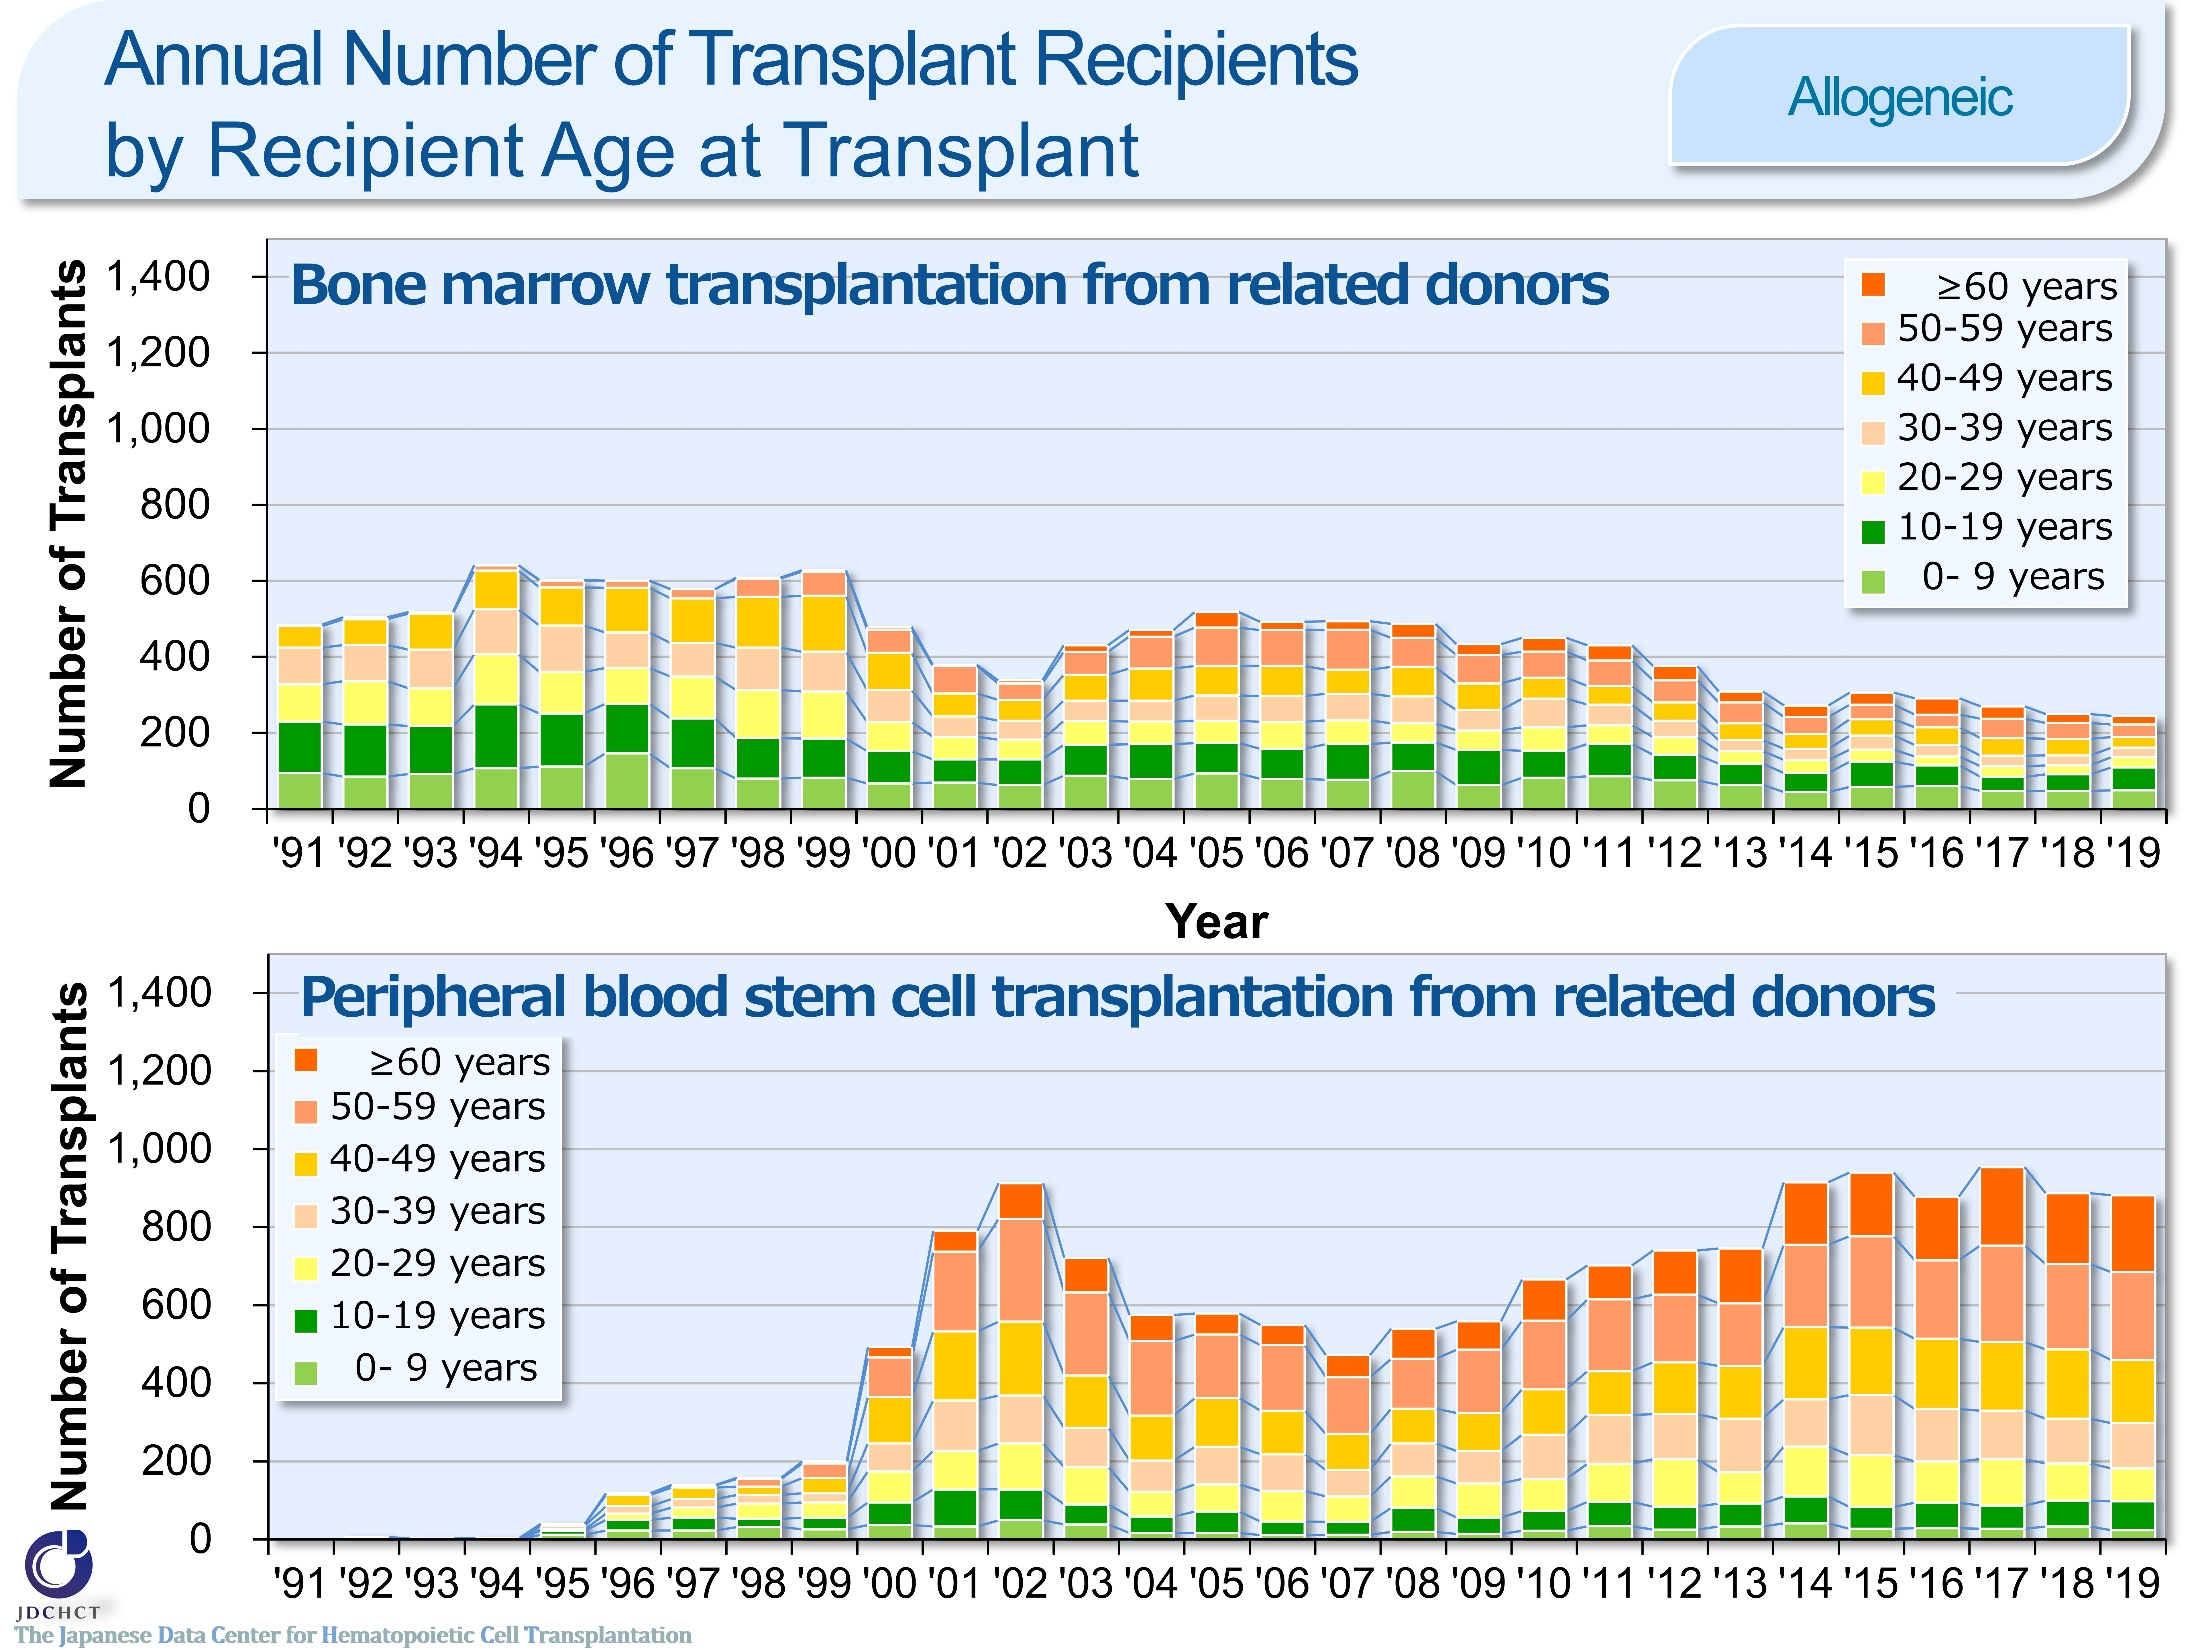 Annual Number of Transplant Recipients
by Recipient Age at Transplant
Allogeneic
Bone marrow transplantation from related donors
Number of Transplants
1,400
1,200
1,000
800
600
400
200
0
≥60 years
50-59 years
40-49 years
30-39 years
20-29 years
10-19 years
0- 9 years
'91 '92 '93 '94 '95 '96 '97 '98 '99 '00 '01 '02 '03 '04 '05 '06 '07 '08 '09 '10 '11 '12 '13 '14 '15 '16 '17 '18 '19
Year
Peripheral blood stem cell transplantation from related donors
Number of Transplants
1,400
1,200
1,000
800
600
400
200
0
≥60 years
50-59 years
40-49 years
30-39 years
20-29 years
10-19 years
0- 9 years
'91 '92 '93 '94 '95 '96 '97 '98 '99 '00 '01 '02 '03 '04 '05 '06 '07 '08 '09 '10 '11 '12 '13 '14 '15 '16 '17 '18 '19
JDCHCT
The Japanese Data Center for Hematopoietic Cell Transplantation